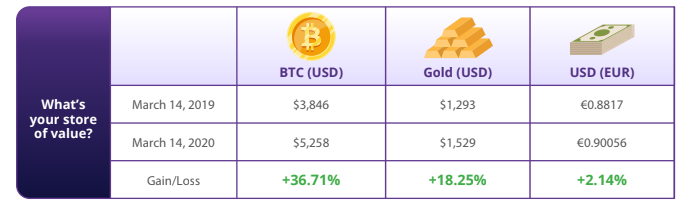 BTC (USD) Gold (USD) USD (EUR)
What's
your store
of value?
March 14, 2019 $3,846 $1,293 €0.8817
March 14, 2020 $5,258 $1,529 €0.90056
Gain/Loss +36.71% +18.25% +2.14%